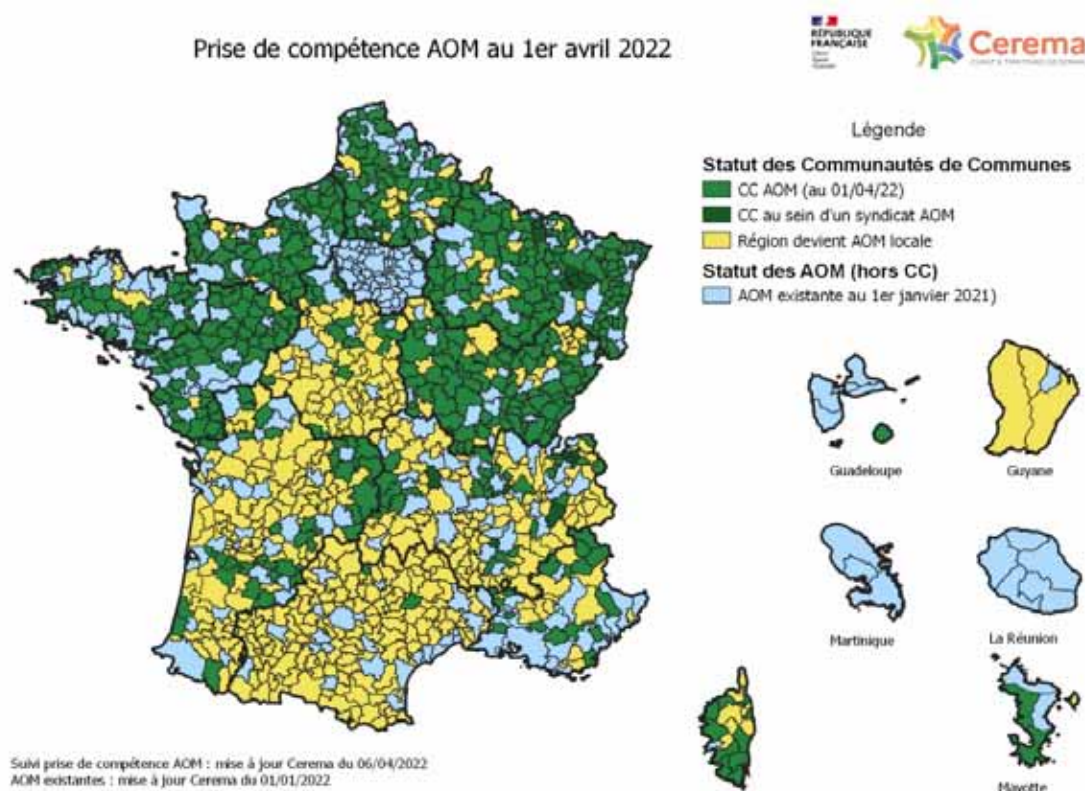 Prise de compétence AOM au 1er avril 2022
RÉPUBLIQUE
FRANÇAISE
Cerema
Légende
Statut des Communautés de Communes
CC AOM (au 01/04/22)
CC au sein d'un syndicat AOM
Région devient AOM locale
Statut des AOM (hors CC)
AOM existante au 1er janvier 2021)
Guadeloupe
Guyane
Martinique
La Réunion
Mayotte
Suivi prise de compétence AOM : mise à jour Cerema du 06/04/2022
AOM existantes : mise à jour Cerema du 01/01/2022